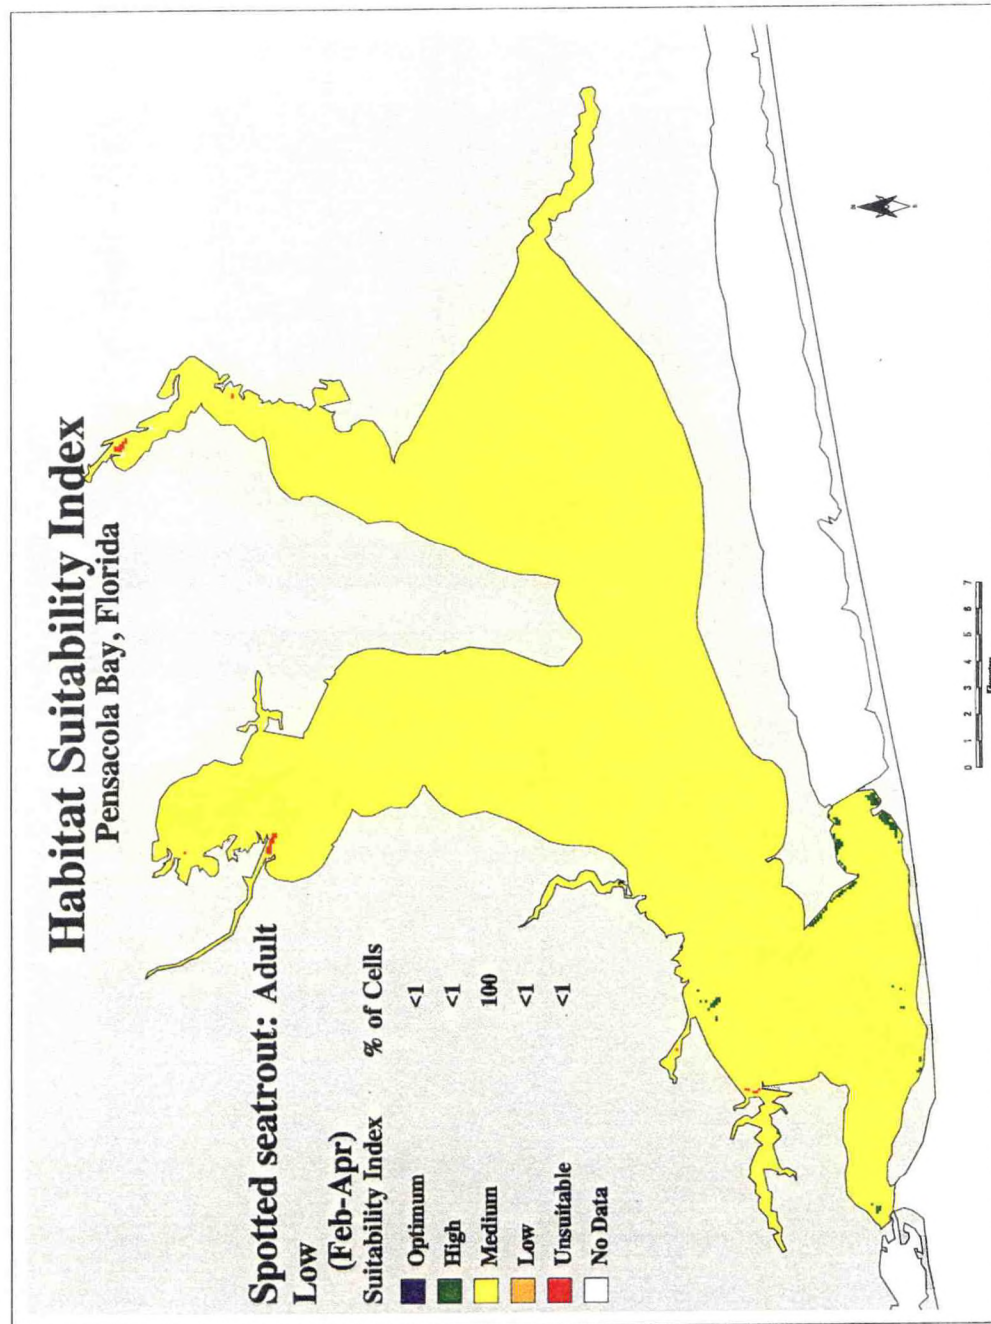 Habitat Suitability Index
Pensacola Bay, Florida
Spotted seatrout: Adult
Low
(Feb-Apr)
Suitability Index % of Cells
Optimum <1
High <1
Medium 100
Low <1
Unsuitable <1
No Data
N
0 1 2 3 4 5 6 7
Kilometers